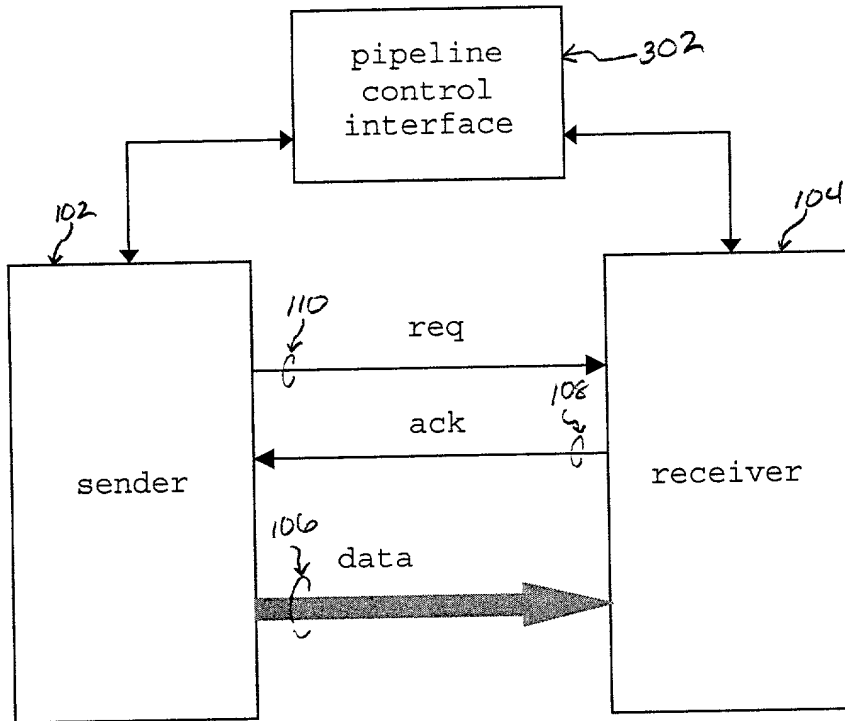 pipeline
control
interface
302
102
104
110
req
108
ack
sender
receiver
106
data